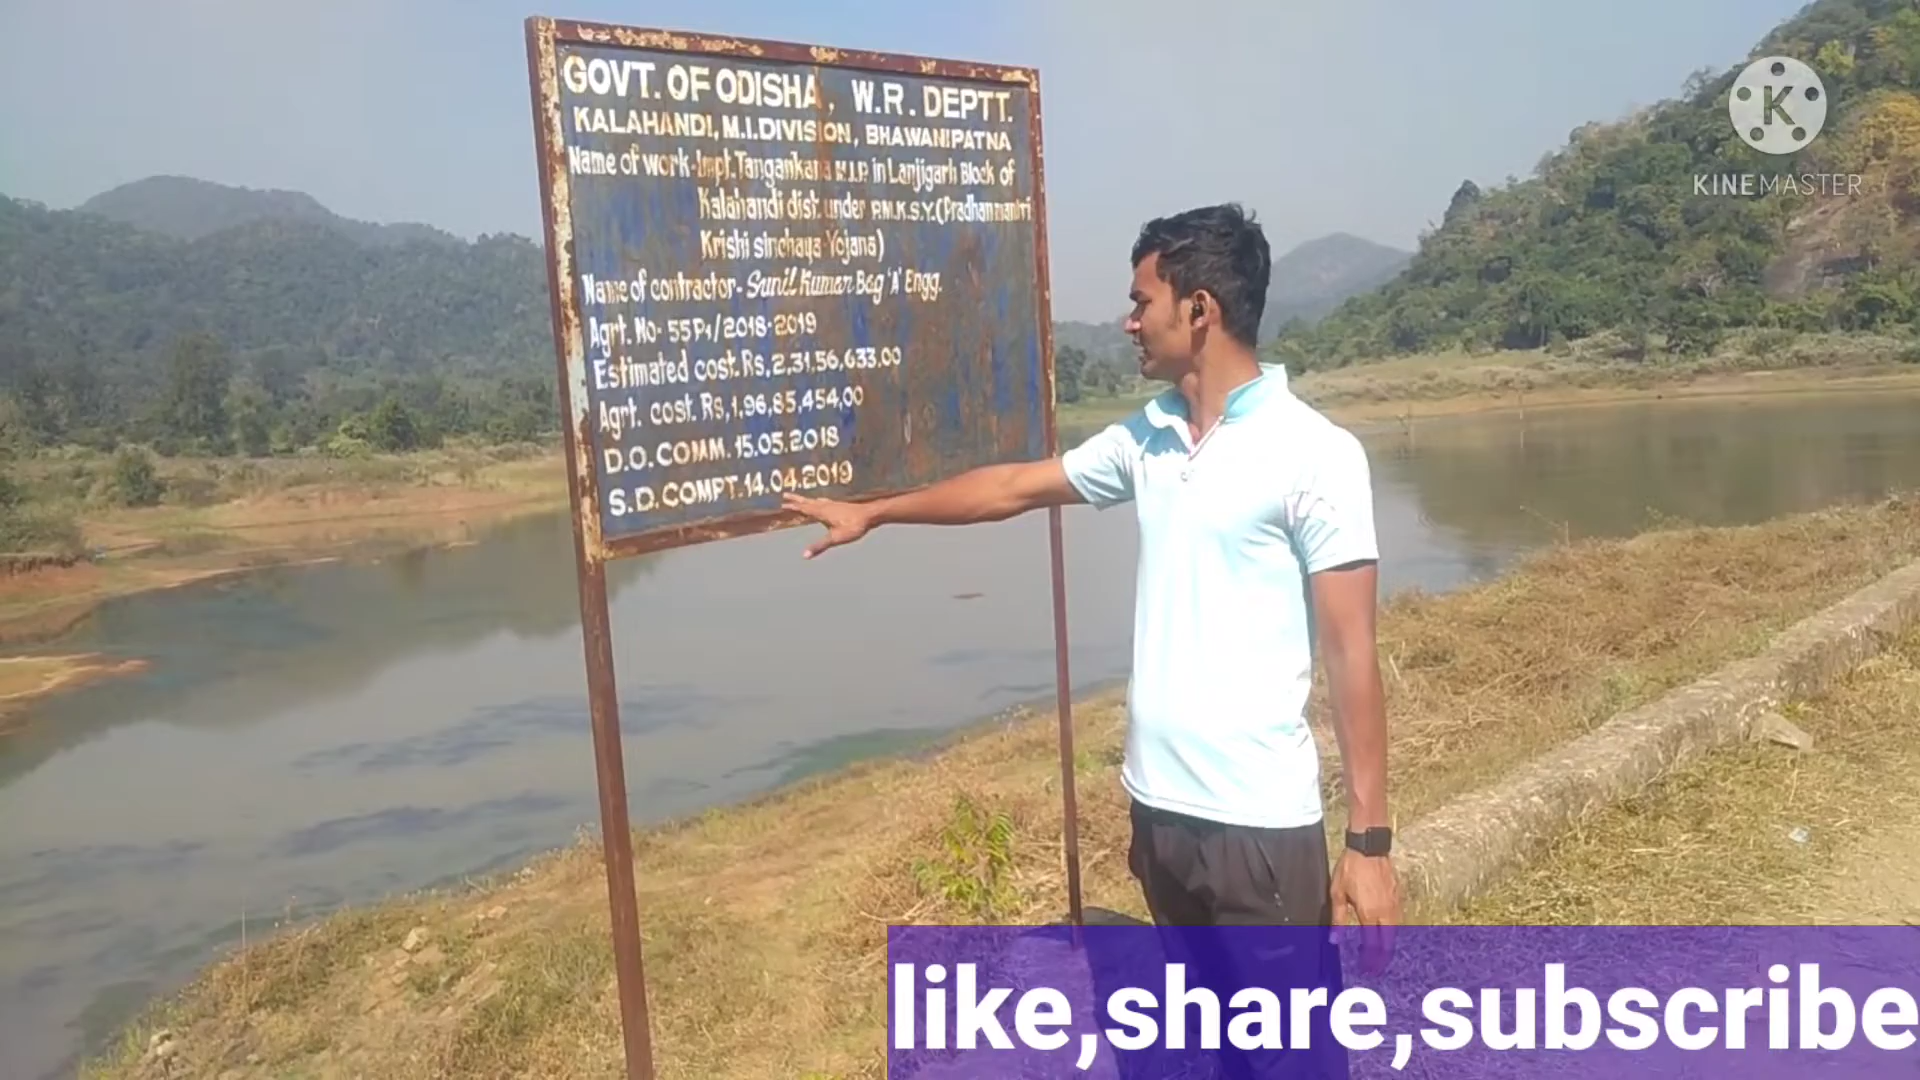 GOVT. OF ODISHA, W.R. DEPTT.
KALAHANDI, M.I. DIVISION, BHAWANIPATNA
Name of work- Impt. Tangankana M.I.P. in Lanjigarh Block of
Kalahandi dist. under P.M.K.S.Y. (Pradhan mantri
Krishi sinchaya Yojana)
Name of contractor- Sunil Kumar Bag 'A' Engg.
Agrt. No- 55P1/2018-2019
Estimated cost. Rs, 2,31,56,633.00
Agrt. cost. Rs, 1,96,85,454,00
D.O. COMM. 15.05.2018
S.D. COMPT. 14.04.2019
K
KINEMASTER
like,share,subscribe